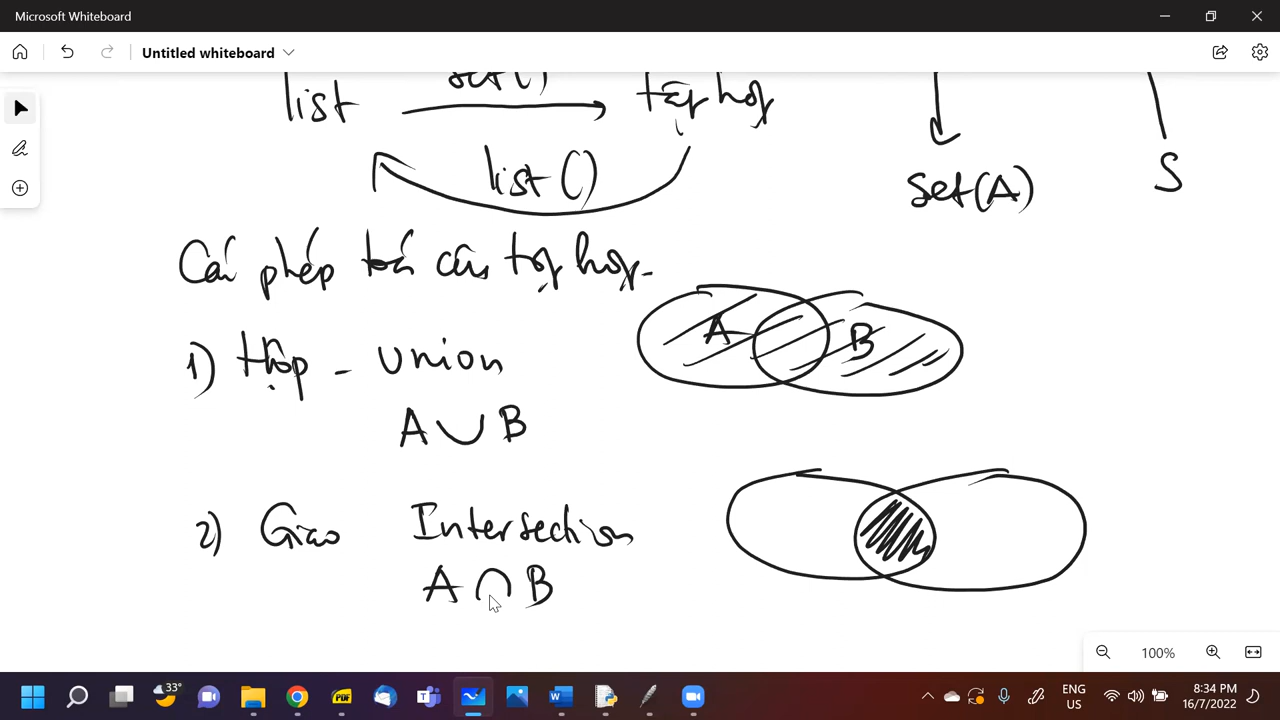 Microsoft Whiteboard
Untitled whiteboard
list set() tập hợp
list()
set(A) S
Các phép toán của tập hợp.
1) Hợp - union
A B
A ∪ B
2) Giao Intersection
A ∩ B
100%
33°
PDF
ENG
US
8:34 PM
16/7/2022